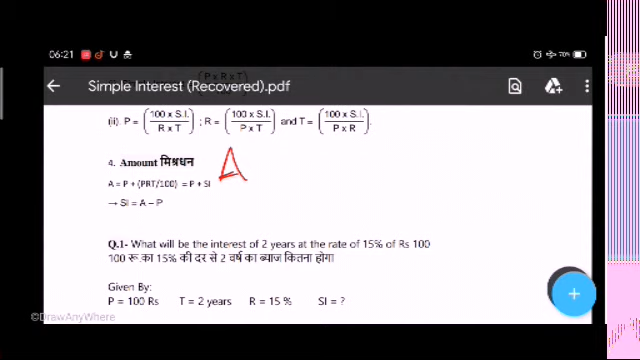 06:21
70%
Simple Interest (Recovered).pdf
(ii). P = (100 x S.I. / R x T) ; R = (100 x S.I. / P x T) and T = (100 x S.I. / P x R).
4. Amount मिश्रधन
A
A = P + (PRT/100) = P + SI
→ SI = A – P
Q.1- What will be the interest of 2 years at the rate of 15% of Rs 100
100 रू.का 15% की दर से 2 वर्ष का ब्याज कितना होगा
Given By:
P = 100 Rs T = 2 years R = 15 % SI = ?
©DrawAnyWhere